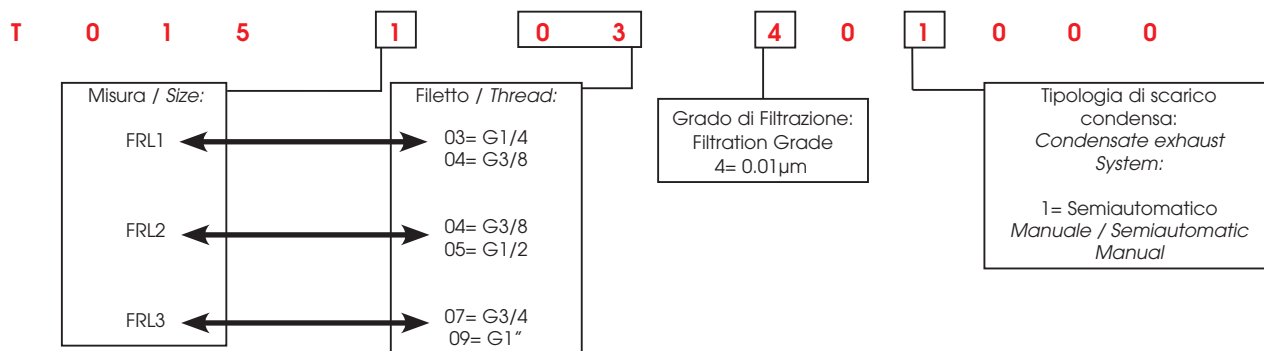 T 0 1 5 1 0 3 4 0 1 0 0 0
Misura / Size:
FRL1
FRL2
FRL3
Filetto / Thread:
03= G1/4
04= G3/8
04= G3/8
05= G1/2
07= G3/4
09= G1”
Grado di Filtrazione:
Filtration Grade
4= 0.01µm
Tipologia di scarico
condensa:
Condensate exhaust
System:
1= Semiautomatico
Manuale / Semiautomatic
Manual